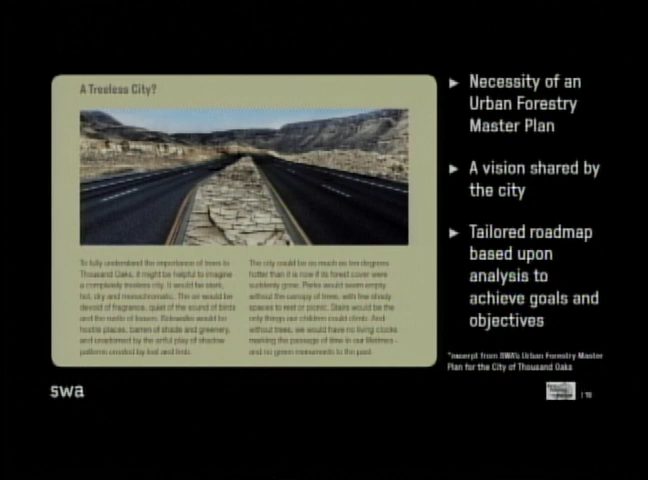 A Treeless City?
To fully understand the importance of trees to
Thousand Oaks, it might be helpful to imagine
a completely treeless city. It would be stark,
hot, dry and monochromatic. The air would be
devoid of fragrance, quiet of the sound of birds
and the rustle of leaves. Sidewalks would be
hostile places, barren of shade and greenery,
and unadorned by the artful play of shadow
patterns created by leaf and limb.
The city could be as much as ten degrees
hotter than it is now if its forest cover were
suddenly gone. Parks would seem empty
without the canopy of trees, with few shady
spaces to rest or picnic. Stairs would be the
only things our children could climb. And
without trees, we would have no living clocks
marking the passage of time in our lifetimes -
and no green monuments to the past.
► Necessity of an
Urban Forestry
Master Plan
► A vision shared by
the city
► Tailored roadmap
based upon
analysis to
achieve goals and
objectives
*excerpt from SWA's Urban Forestry Master
Plan for the City of Thousand Oaks
swa